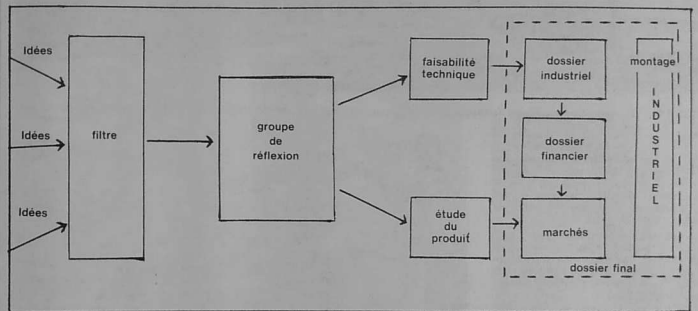 Idées
Idées
Idées
filtre
groupe
de
réflexion
faisabilité
technique
étude
du
produit
dossier
industriel
dossier
financier
marchés
montage
INDUSTRIEL
dossier final